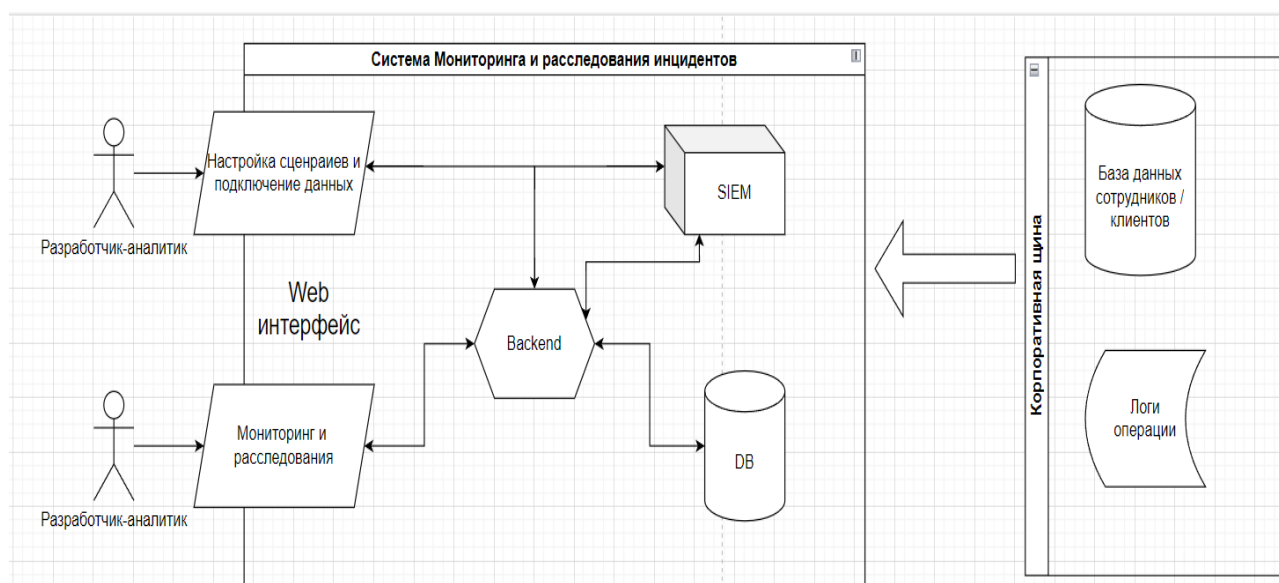 Система Мониторинга и расследования инцидентов
Настройка сценраиев и
подключение данных
Разработчик-аналитик
SIEM
Web
интерфейс
Backend
Мониторинг и
расследования
Разработчик-аналитик
DB
Корпоративная щина
База данных
сотрудников /
клиентов
Логи
операции